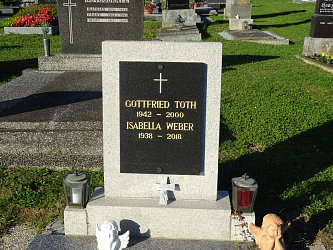 GOTTFRIED TOTH
1942 - 2000
ISABELLA WEBER
1938 - 2018